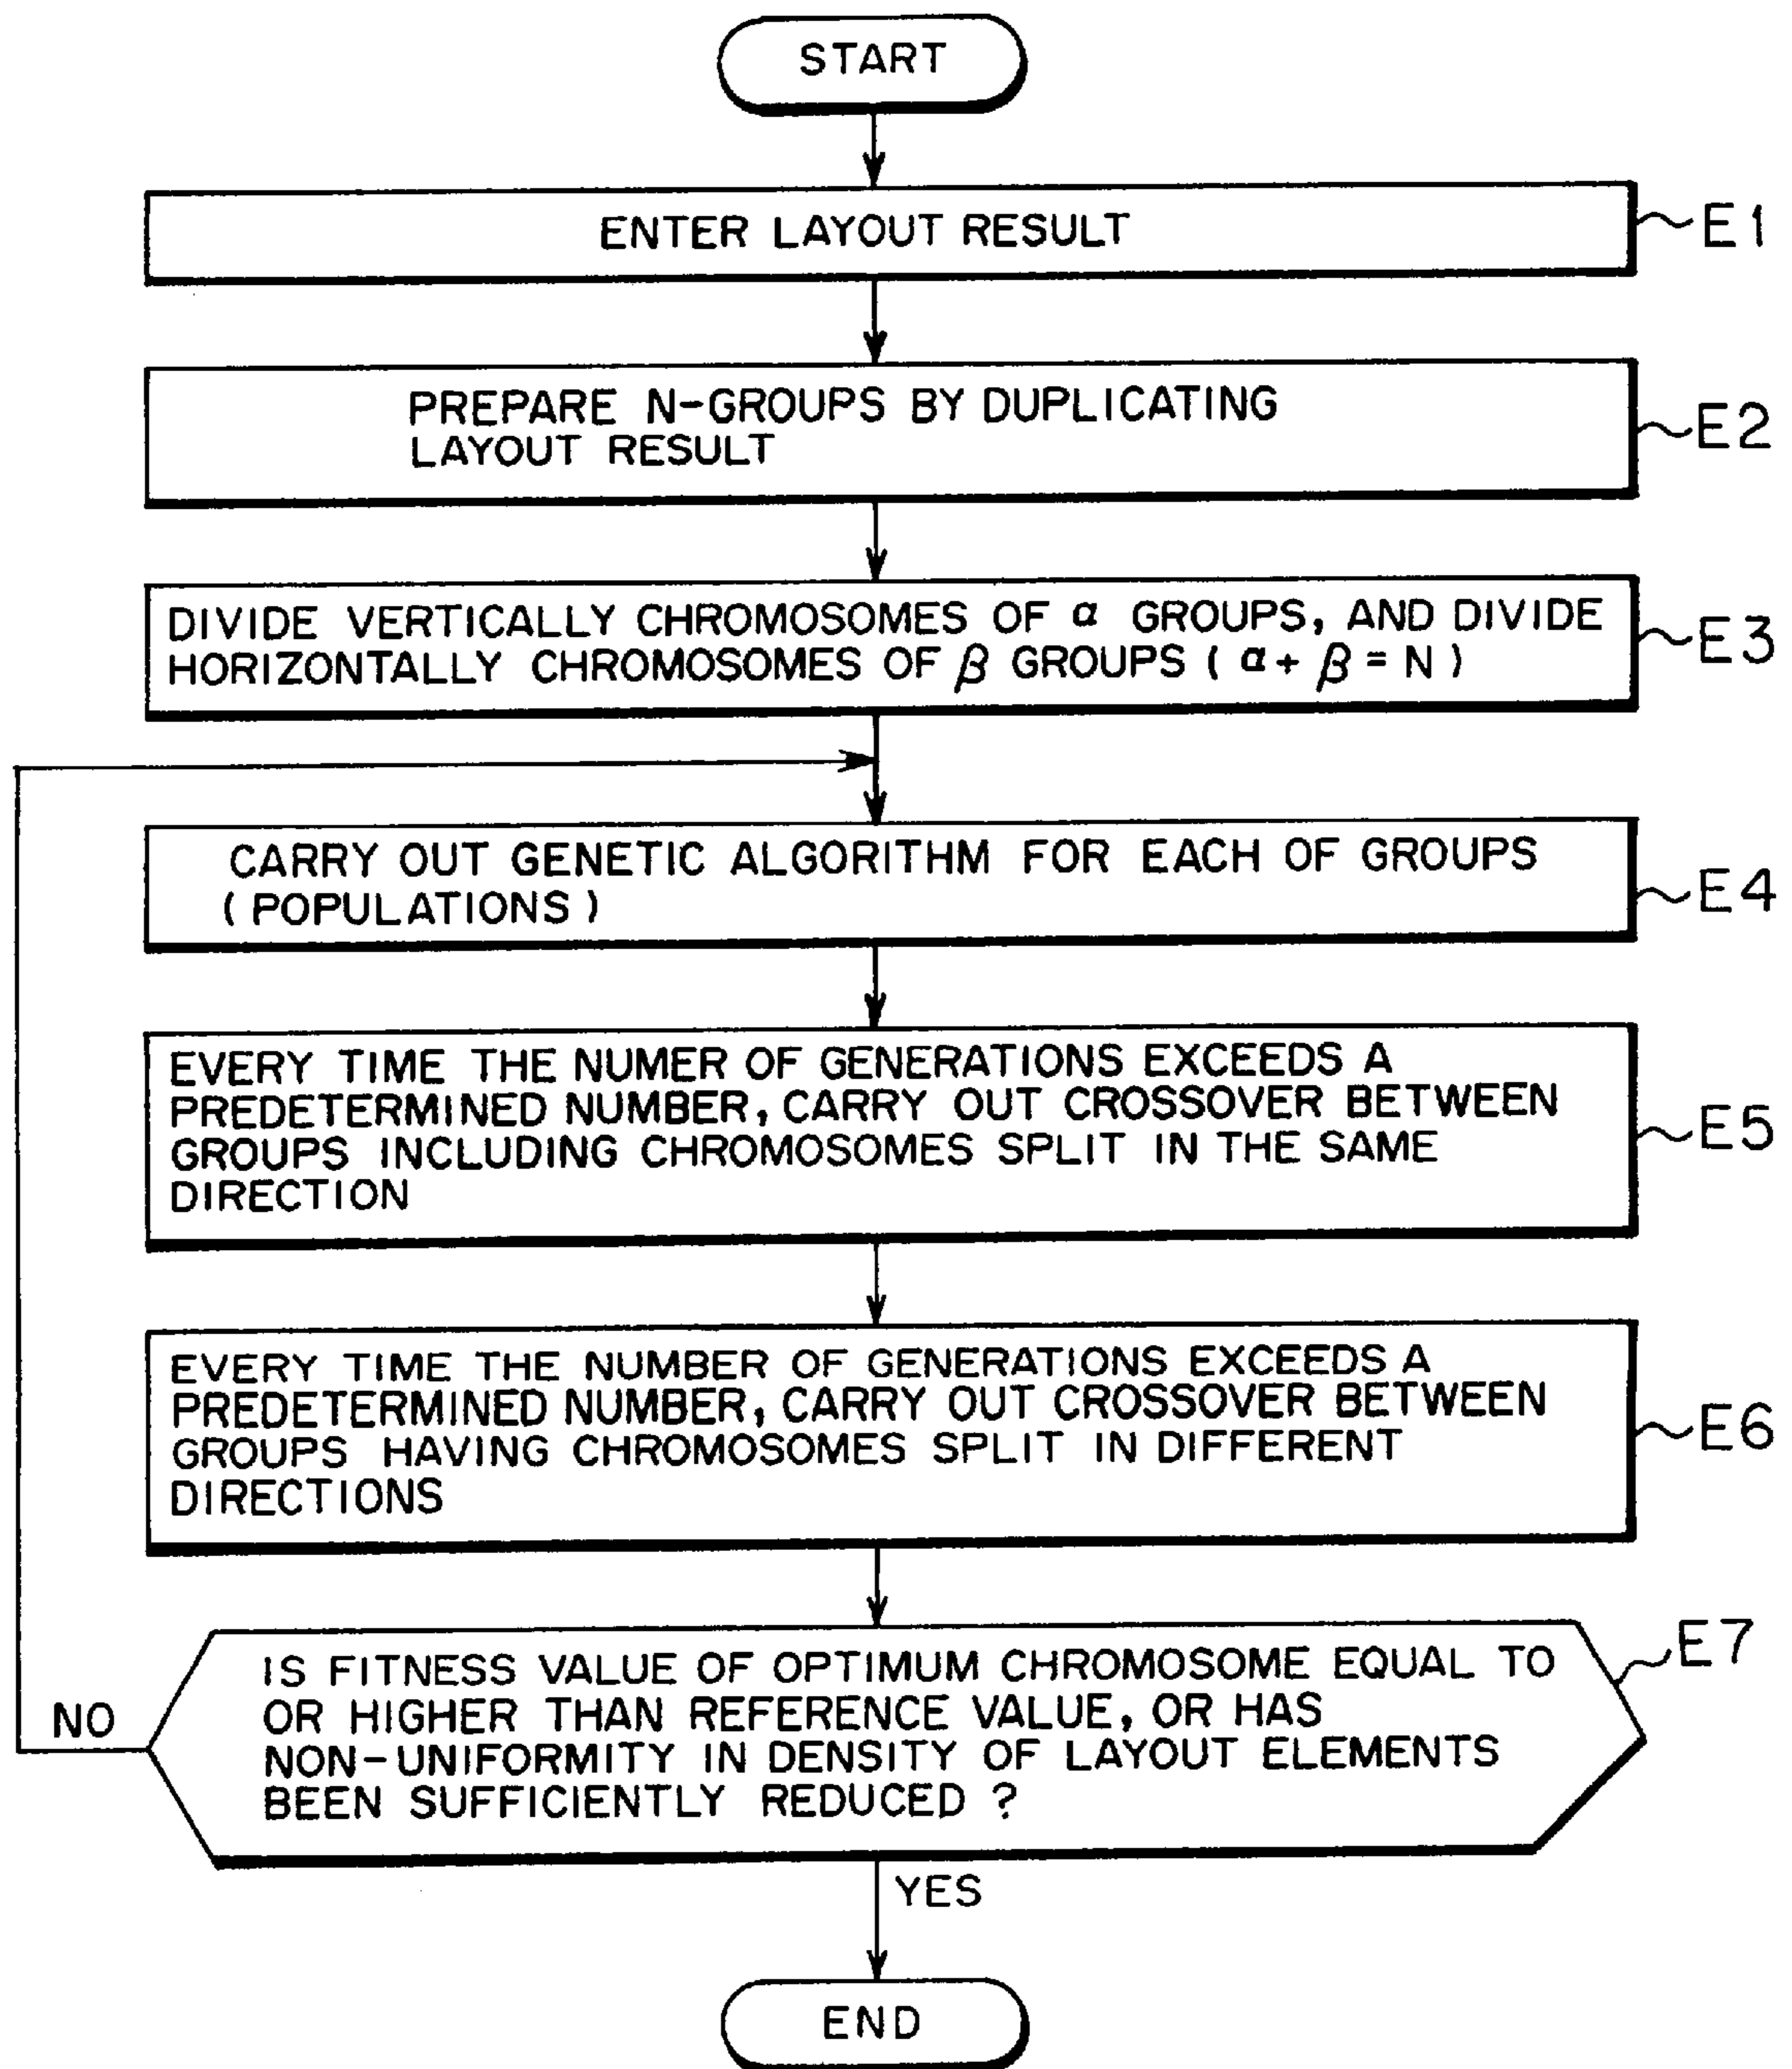 START
ENTER LAYOUT RESULT
E1
PREPARE N-GROUPS BY DUPLICATING
LAYOUT RESULT
E2
DIVIDE VERTICALLY CHROMOSOMES OF α GROUPS, AND DIVIDE
HORIZONTALLY CHROMOSOMES OF β GROUPS ( α + β = N )
E3
CARRY OUT GENETIC ALGORITHM FOR EACH OF GROUPS
( POPULATIONS )
E4
EVERY TIME THE NUMER OF GENERATIONS EXCEEDS A
PREDETERMINED NUMBER, CARRY OUT CROSSOVER BETWEEN
GROUPS INCLUDING CHROMOSOMES SPLIT IN THE SAME
DIRECTION
E5
EVERY TIME THE NUMBER OF GENERATIONS EXCEEDS A
PREDETERMINED NUMBER, CARRY OUT CROSSOVER BETWEEN
GROUPS HAVING CHROMOSOMES SPLIT IN DIFFERENT
DIRECTIONS
E6
IS FITNESS VALUE OF OPTIMUM CHROMOSOME EQUAL TO
OR HIGHER THAN REFERENCE VALUE, OR HAS
NON-UNIFORMITY IN DENSITY OF LAYOUT ELEMENTS
BEEN SUFFICIENTLY REDUCED ?
E7
NO
YES
END